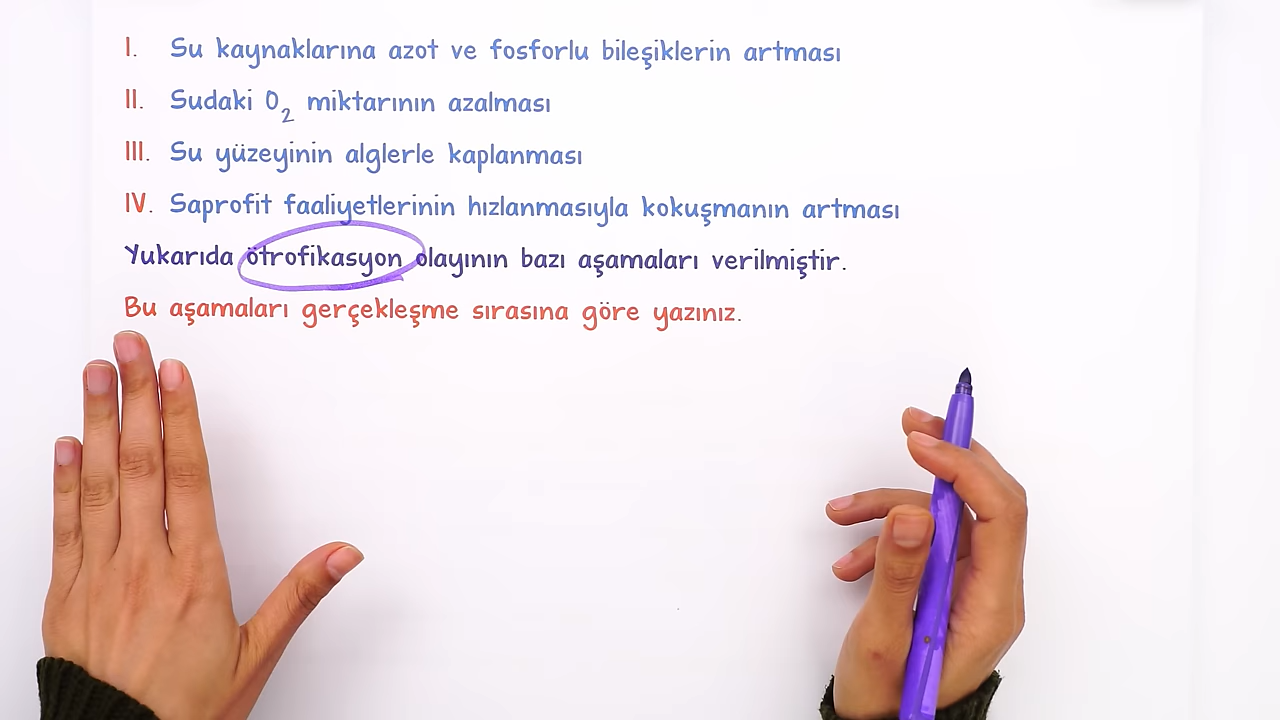 I. Su kaynaklarına azot ve fosforlu bileşiklerin artması
II. Sudaki O₂ miktarının azalması
III. Su yüzeyinin alglerle kaplanması
IV. Saprofit faaliyetlerinin hızlanmasıyla kokuşmanın artması
Yukarıda ötrofikasyon olayının bazı aşamaları verilmiştir.
Bu aşamaları gerçekleşme sırasına göre yazınız.